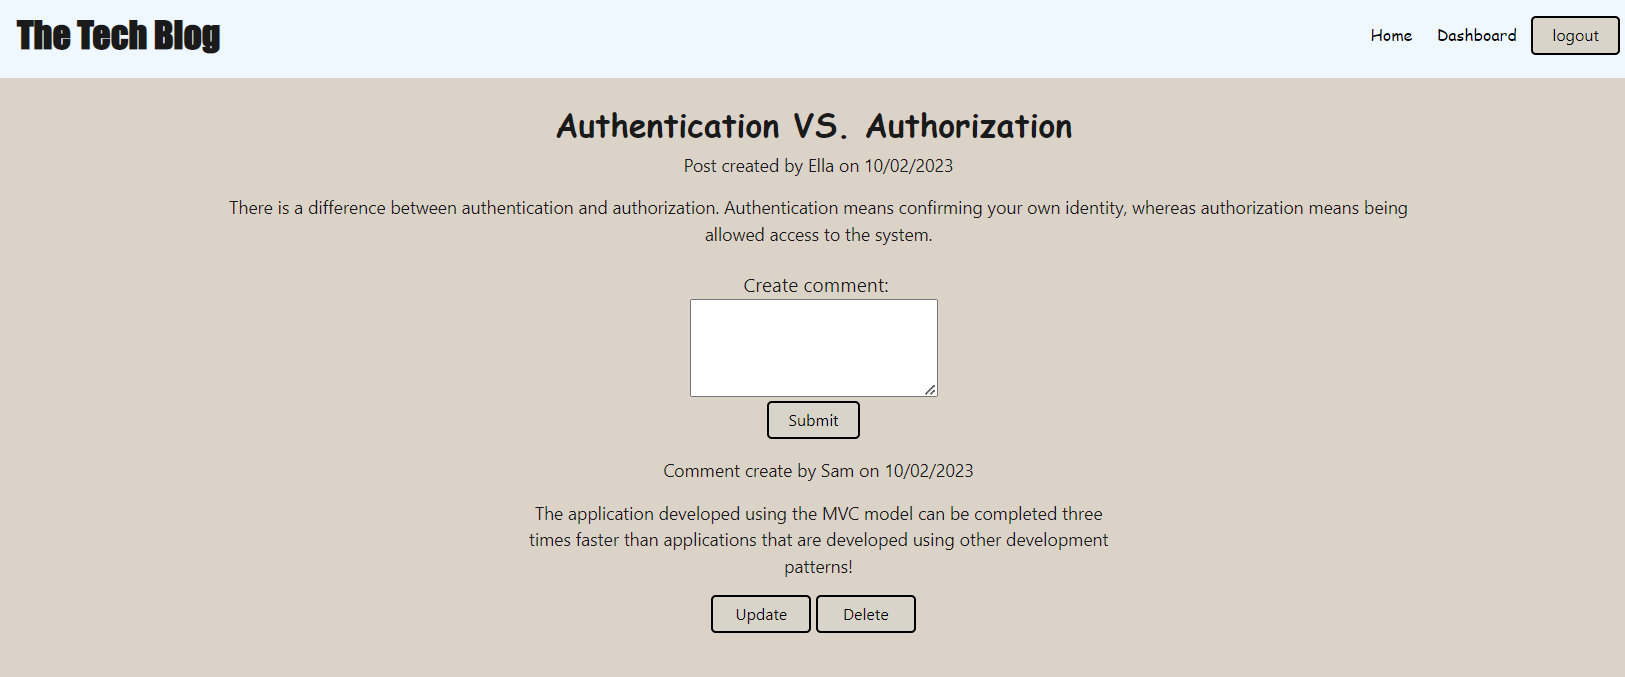 The Tech Blog
Home Dashboard logout
Authentication VS. Authorization
Post created by Ella on 10/02/2023
There is a difference between authentication and authorization. Authentication means confirming your own identity, whereas authorization means being
allowed access to the system.
Create comment:
Submit
Comment create by Sam on 10/02/2023
The application developed using the MVC model can be completed three
times faster than applications that are developed using other development
patterns!
Update Delete